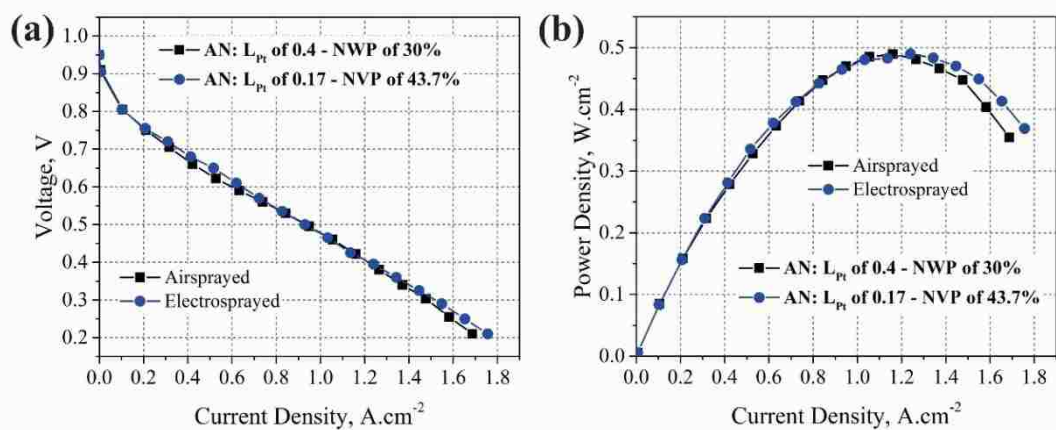 (a)
AN: L_Pt of 0.4 - NWP of 30%
AN: L_Pt of 0.17 - NVP of 43.7%
Airsprayed
Electrosprayed
Voltage, V
1.0
0.9
0.8
0.7
0.6
0.5
0.4
0.3
0.2
0.0 0.2 0.4 0.6 0.8 1.0 1.2 1.4 1.6 1.8
Current Density, A.cm⁻²
(b)
Airsprayed
Electrosprayed
AN: L_Pt of 0.4 - NWP of 30%
AN: L_Pt of 0.17 - NVP of 43.7%
Power Density, W.cm⁻²
0.5
0.4
0.3
0.2
0.1
0.0
0.0 0.2 0.4 0.6 0.8 1.0 1.2 1.4 1.6 1.8
Current Density, A.cm⁻²